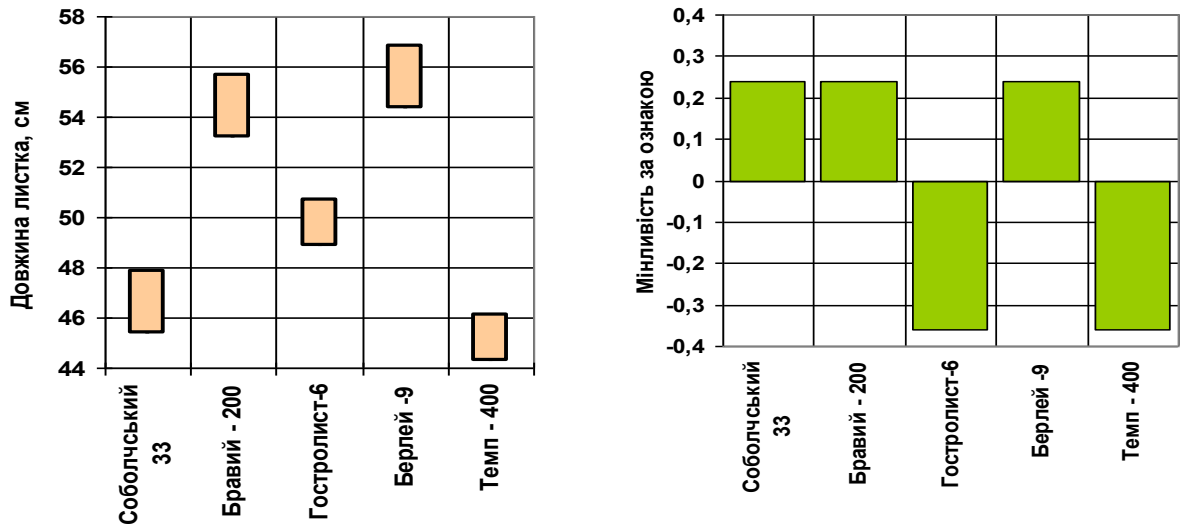 Довжина листка, см
58
56
54
52
50
48
46
44
Соболчський
33
Бравий - 200
Гостролист-6
Берлей -9
Темп - 400
Мінливість за ознакою
0,4
0,3
0,2
0,1
0
-0,1
-0,2
-0,3
-0,4
Соболчський
33
Бравий - 200
Гостролист-6
Берлей -9
Темп - 400